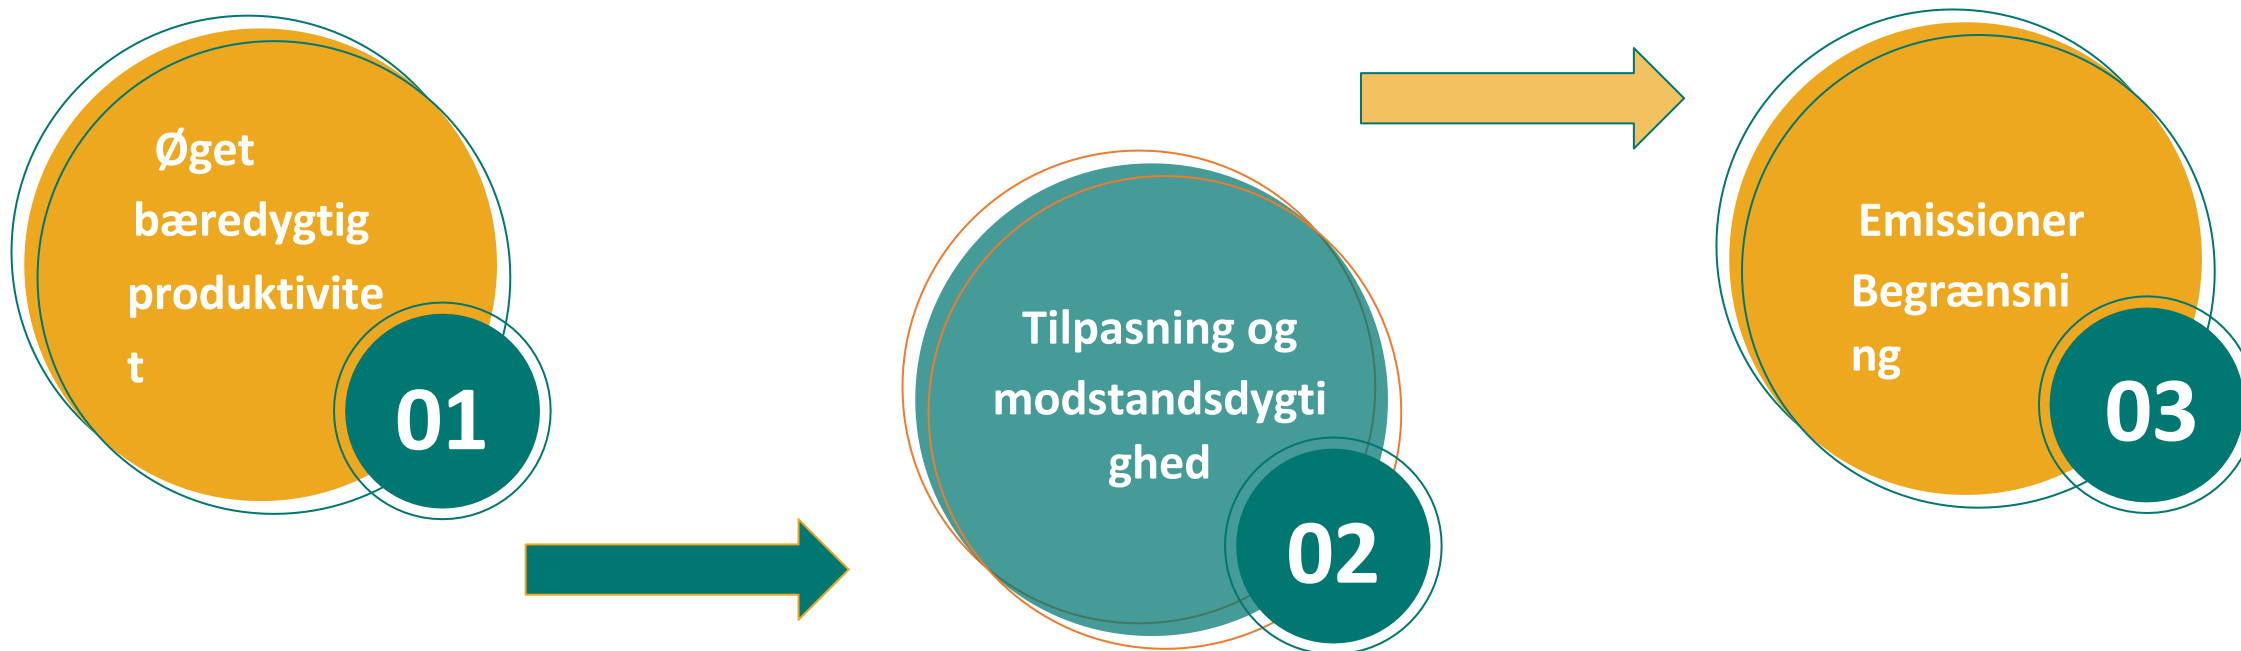 Øget
bæredygtig
produktivite
t
01
Tilpasning og
modstandsdygti
ghed
02
Emissioner
Begrænsni
ng
03